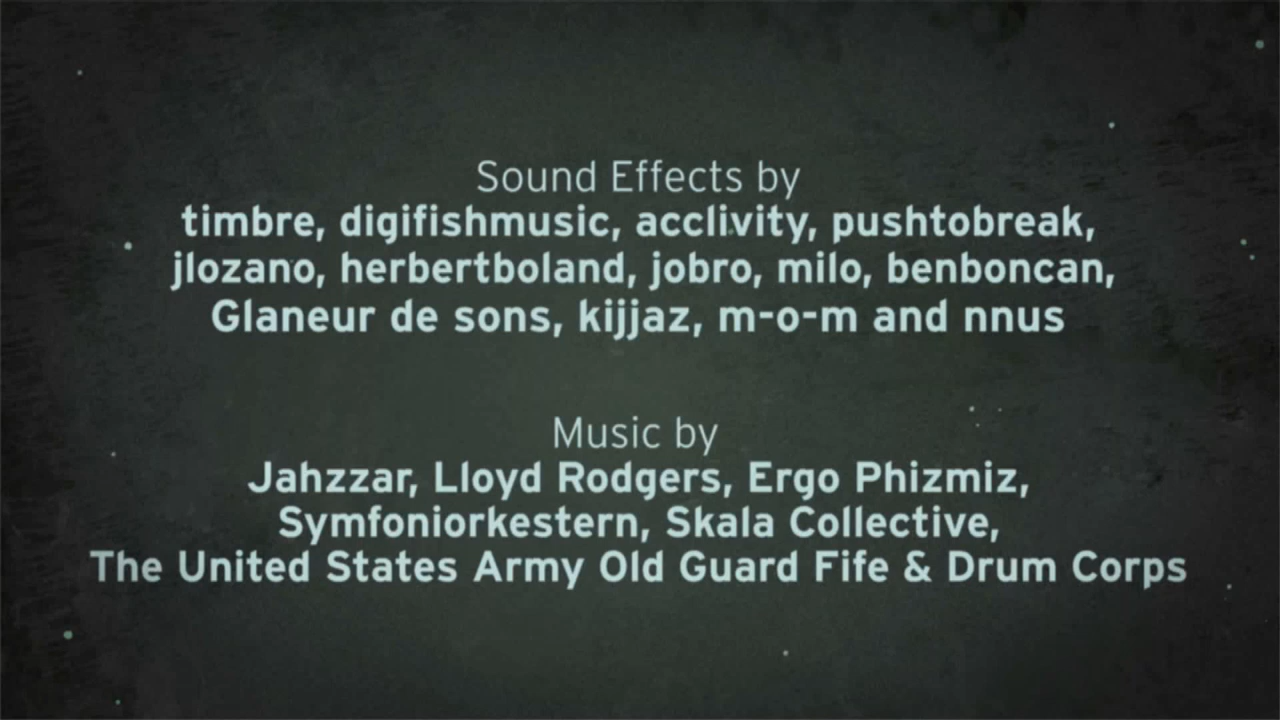 Sound Effects by
timbre, digifishmusic, acclivity, pushtobreak,
jlozano, herbertboland, jobro, milo, benboncan,
Glaneur de sons, kijjaz, m-o-m and nnus
Music by
Jahzzar, Lloyd Rodgers, Ergo Phizmiz,
Symfoniorkestern, Skala Collective,
The United States Army Old Guard Fife & Drum Corps